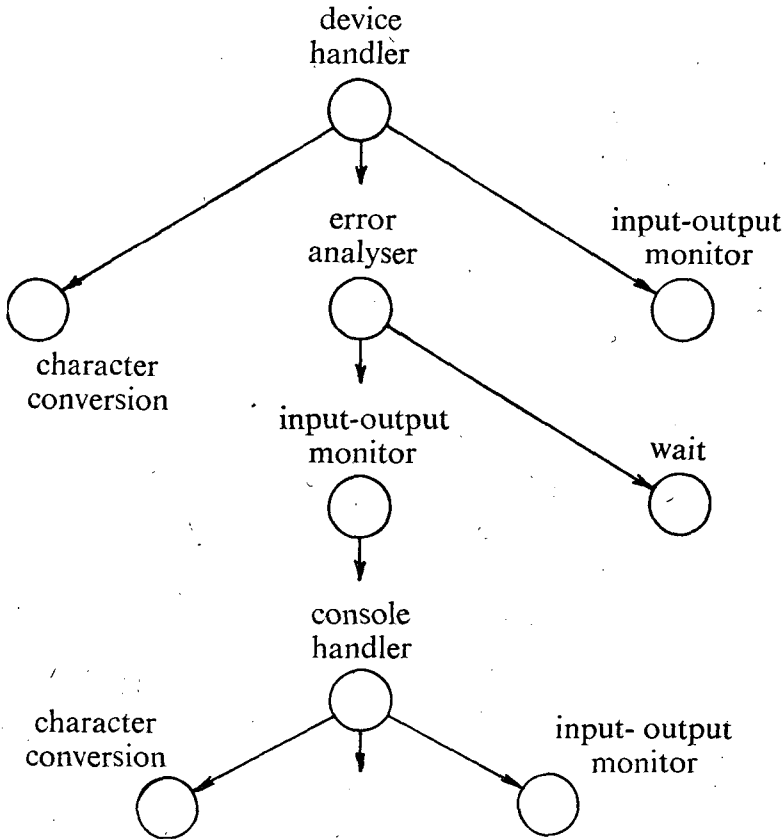 device
handler
error
analyser
input-output
monitor
character
conversion
input-output
monitor
wait
console
handler
character
conversion
input- output
monitor